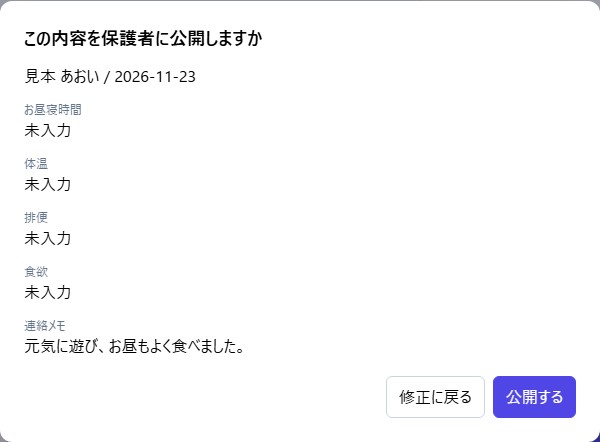 この内容を保護者に公開しますか
見本 あおい / 2026-11-23
お昼寝時間
未入力
体温
未入力
排便
未入力
食欲
未入力
連絡メモ
元気に遊び、お昼もよく食べました。
修正に戻る 公開する